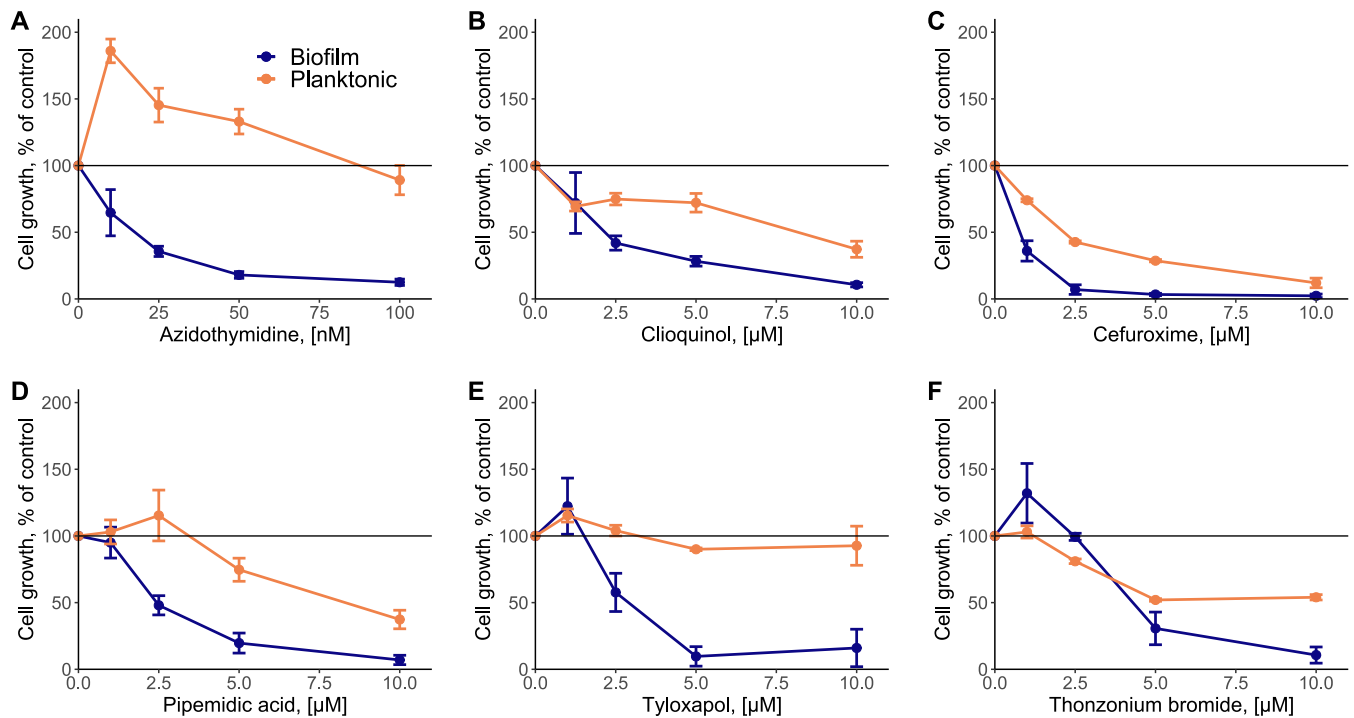 A
Cell growth, % of control
200
150
100
50
0
Biofilm
Planktonic
0 25 50 75 100
Azidothymidine, [nM]
B
Cell growth, % of control
200
150
100
50
0
0.0 2.5 5.0 7.5 10.0
Clioquinol, [µM]
C
Cell growth, % of control
200
150
100
50
0
0.0 2.5 5.0 7.5 10.0
Cefuroxime, [µM]
D
Cell growth, % of control
200
150
100
50
0
0.0 2.5 5.0 7.5 10.0
Pipemidic acid, [µM]
E
Cell growth, % of control
200
150
100
50
0
0.0 2.5 5.0 7.5 10.0
Tyloxapol, [µM]
F
Cell growth, % of control
200
150
100
50
0
0.0 2.5 5.0 7.5 10.0
Thonzonium bromide, [µM]